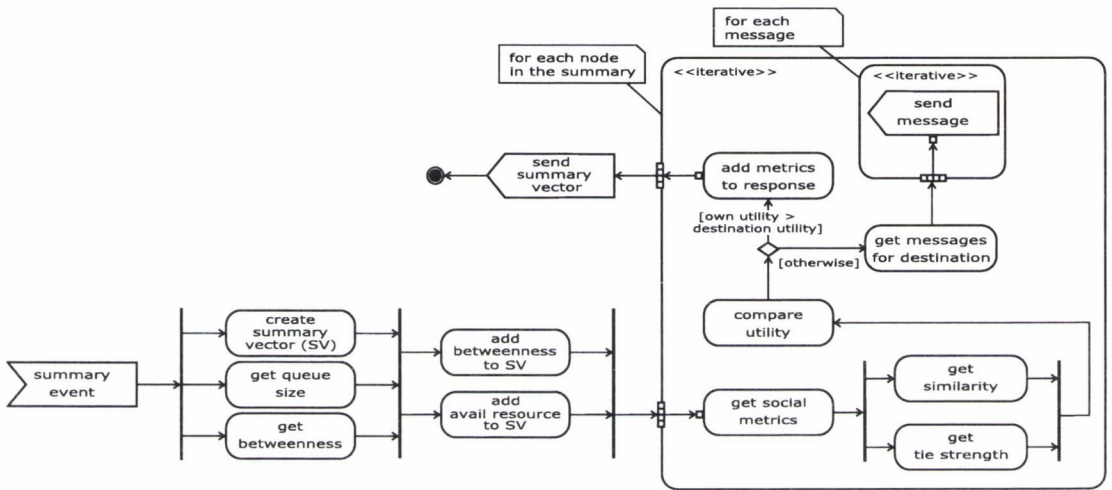 for each
message
for each node
in the summary
<<iterative>>
<<iterative>>
send
message
send
summary
vector
add metrics
to response
[own utility >
destination utility]
get messages
for destination
[otherwise]
compare
utility
create
summary
vector (SV)
add
betweenness
to SV
summary
event
get queue
size
get
similarity
add
avail resource
to SV
get social
metrics
get
betweenness
get
tie strength